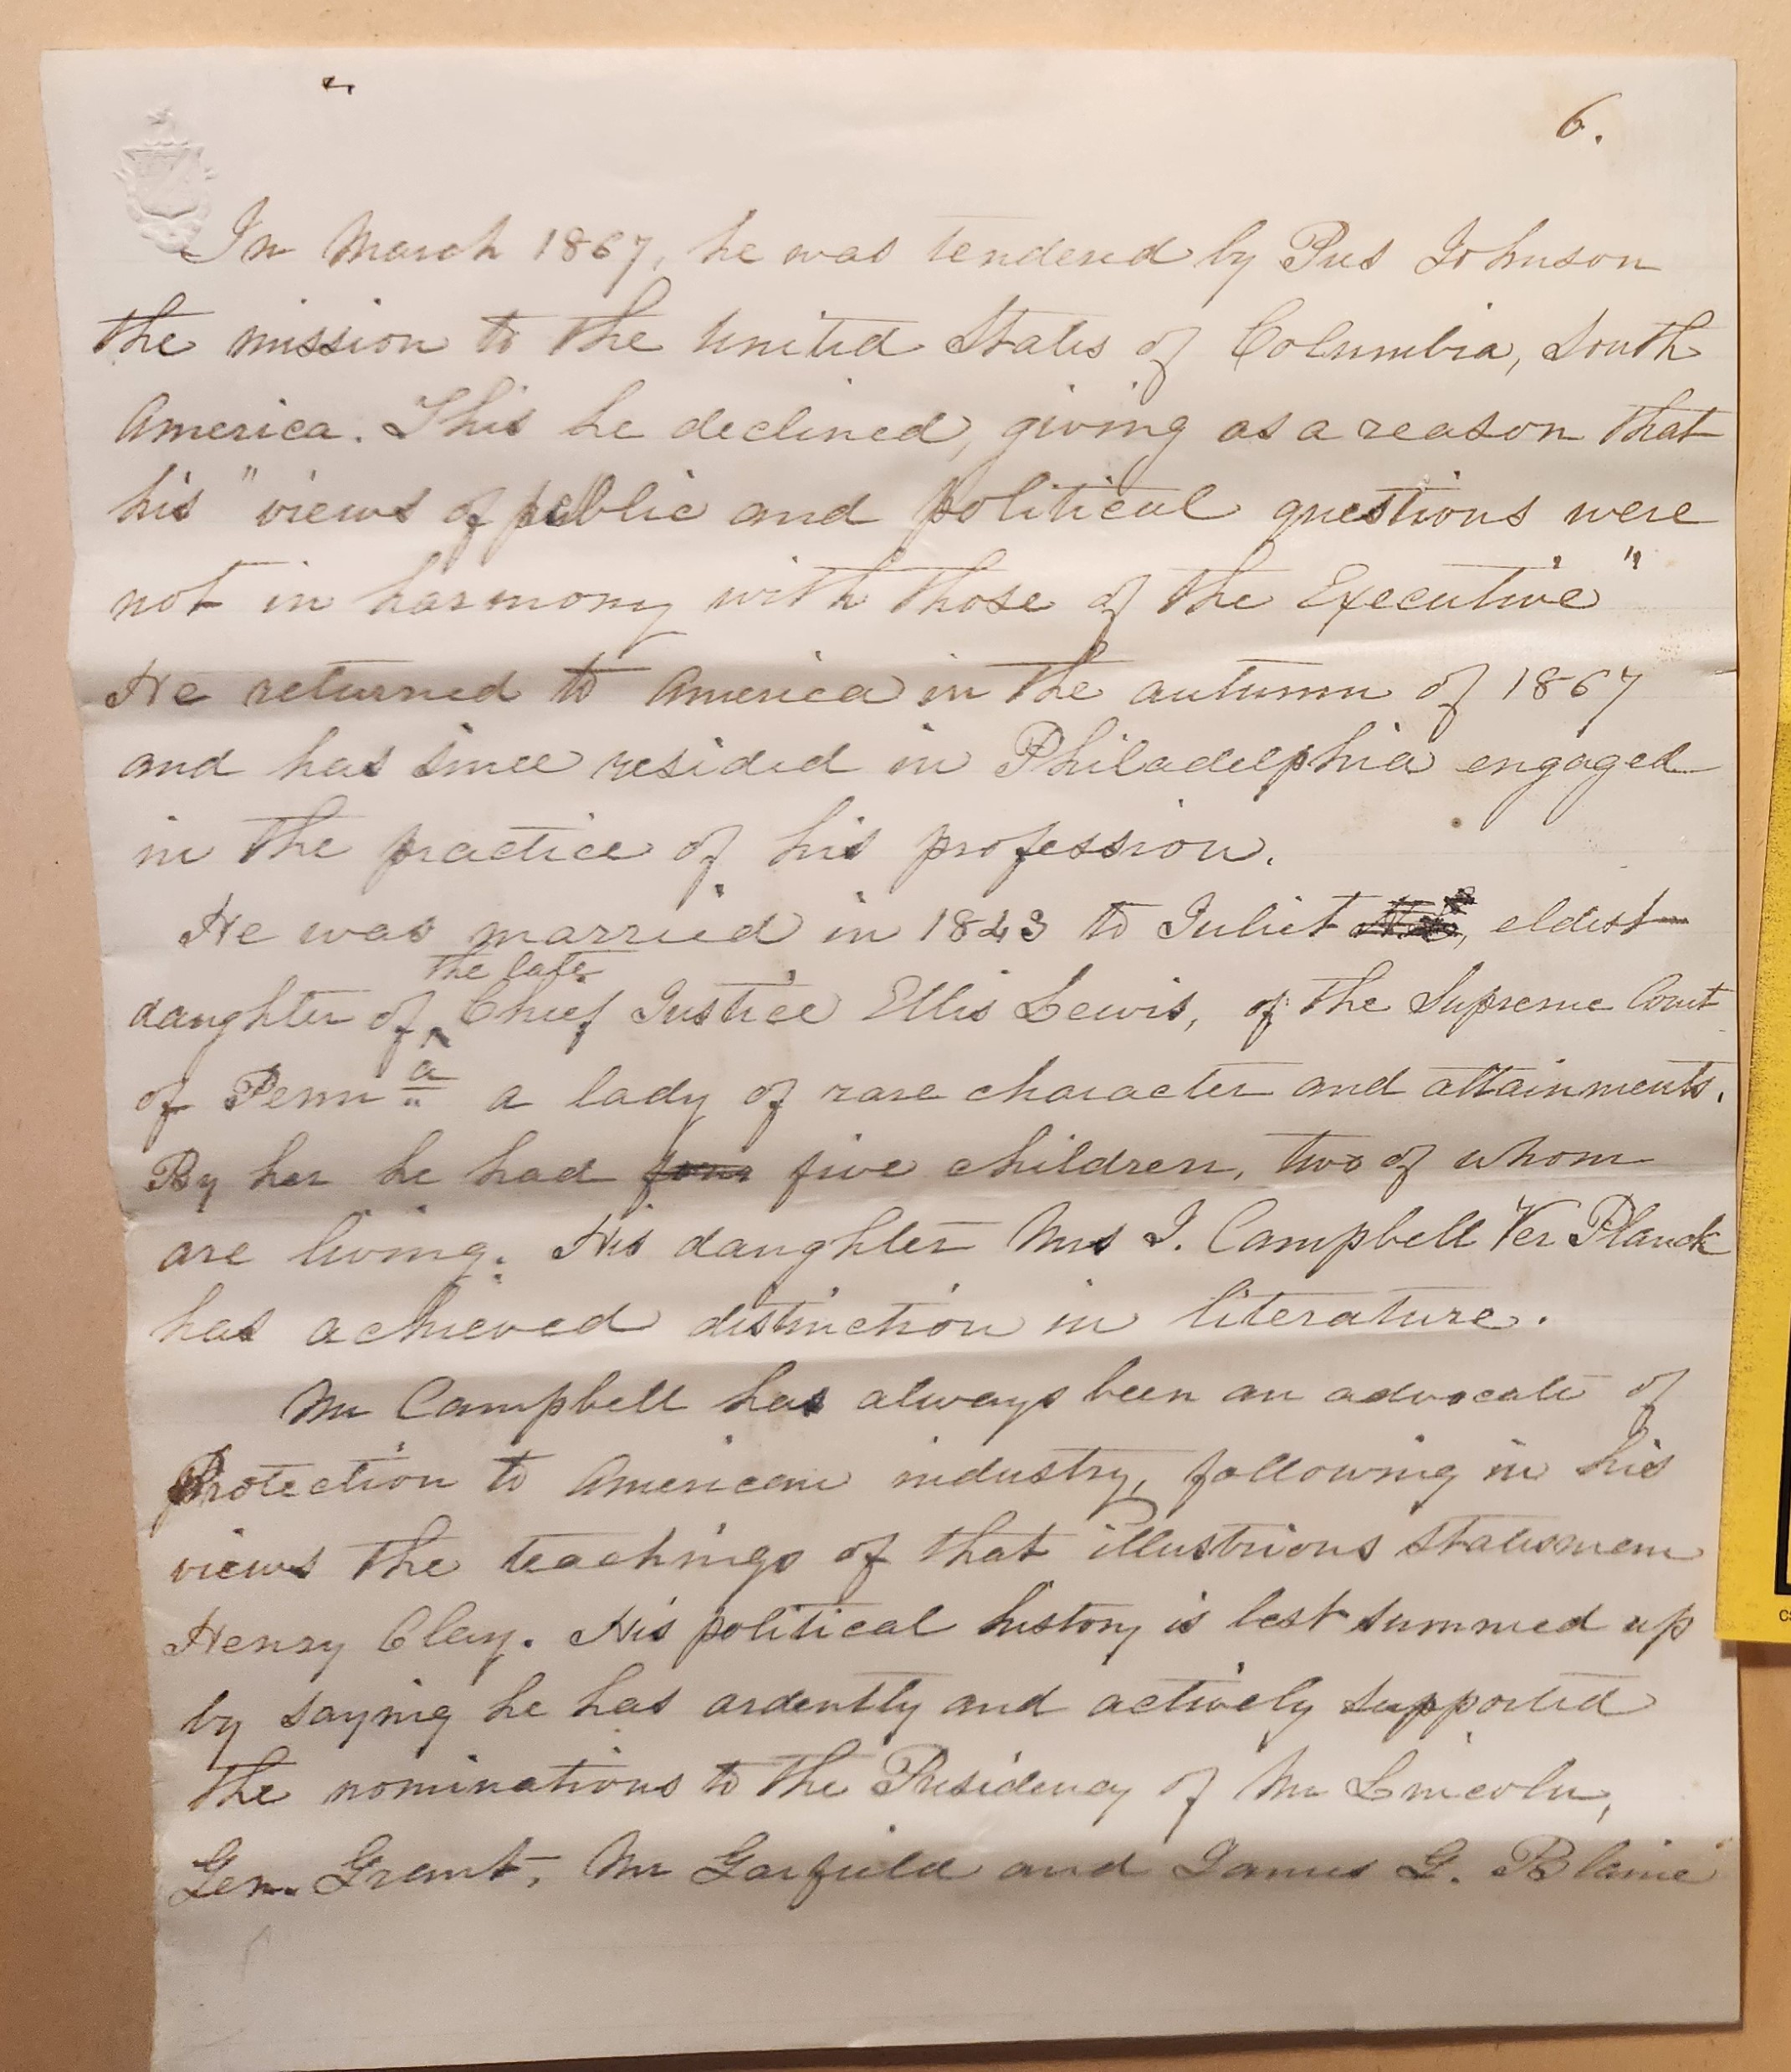 6.
In March 1867, he was tendered by Pres Johnson
the mission to the United States of Columbia, South
America. This he declined, giving as a reason that
his "views of public and political questions were
not in harmony with those of the Executive"
He returned to America in the autumn of 1867
and has since resided in Philadelphia engaged
in the practice of his profession.
He was married in 1843 to Juliet , eldest
the late
daughter of Chief Justice Ellis Lewis, of the Supreme Court
of Penna a lady of rare character and attainments.
By her he had four five children, two of whom
are living. His daughter Mrs J. Campbell Ver Planck
has achieved distinction in literature.
Mr Campbell has always been an advocate of
Protection to American industry, following in his
views the teachings of that illustrious statesman
Henry Clay. His political history is best summed up
by saying he has ardently and actively supported
the nominations to the Presidency of Mr Lincoln,
Gen. Grant, Mr Garfield and James G. Blaine